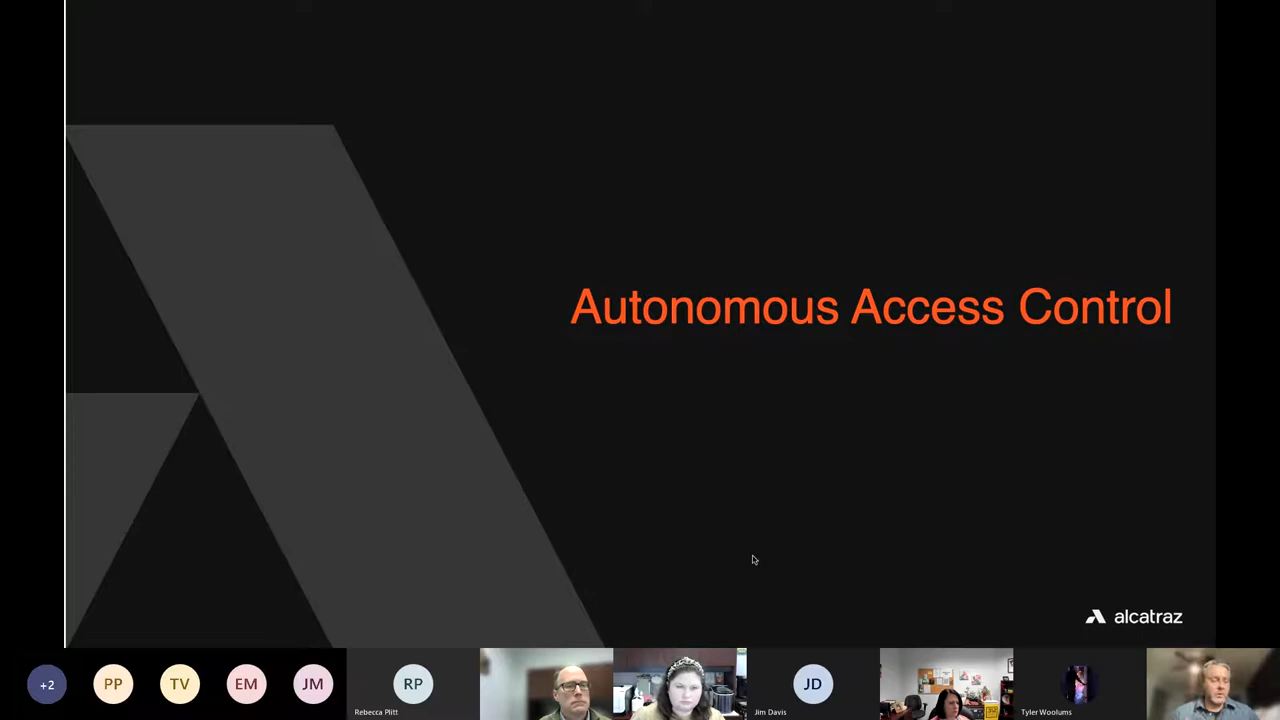 Autonomous Access Control
alcatraz
+2
PP
TV
EM
JM
RP
JD
Rebecca Plitt
Jim Davis
Tyler Woolums